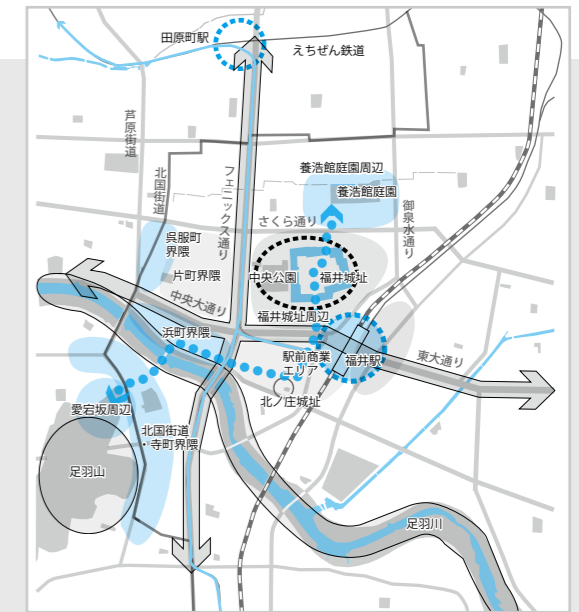 田原町駅
えちぜん鉄道
芦原街道
北国街道
フェニックス通り
養浩館庭園周辺
養浩館庭園
御泉水通り
さくら通り
呉服町
界隈
片町界隈
中央公園
福井城址
中央大通り
福井城址周辺
浜町界隈
駅前商業
エリア
福井駅
東大通り
北ノ庄城址
愛宕坂周辺
北国街道
・寺町界隈
足羽山
足羽川